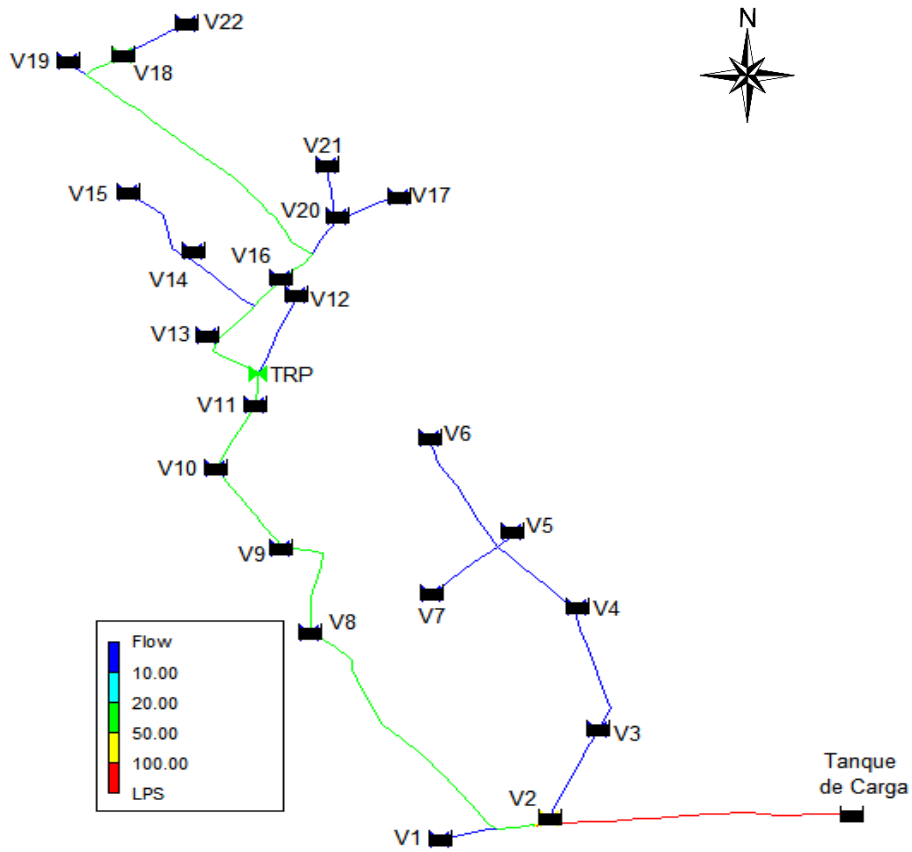 V22
N
V19
V18
V21
V15
V17
V20
V16
V14
V12
V13
TRP
V11
V6
V10
V5
V9
V7
V4
V8
Flow
10.00
20.00
50.00
100.00
LPS
V3
Tanque
de Carga
V2
V1